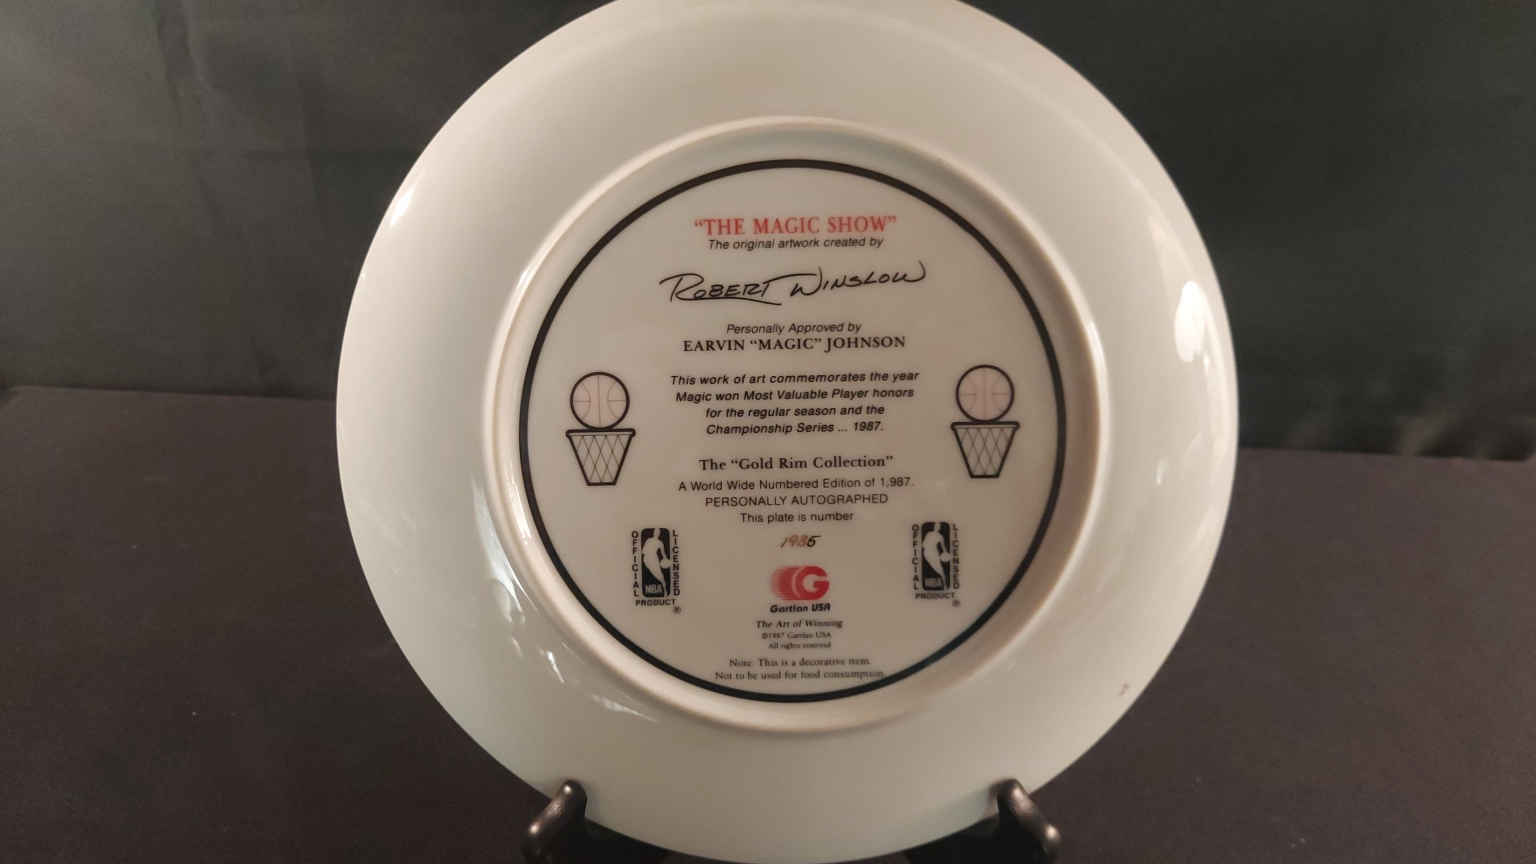 "THE MAGIC SHOW"
The original artwork created by
ROBERT WINSLOW
Personally Approved by
EARVIN "MAGIC" JOHNSON
This work of art commemorates the year
Magic won Most Valuable Player honors
for the regular season and the
Championship Series ... 1987.
The "Gold Rim Collection"
A World Wide Numbered Edition of 1,987.
PERSONALLY AUTOGRAPHED
This plate is number
1985
OFFICIAL
NBA
LICENSED
PRODUCT
®
OFFICIAL
NBA
LICENSED
PRODUCT
®
G
Gartlan USA
The Art of Winning
©1987 Gartlan USA
All rights reserved
Note: This is a decorative item.
Not to be used for food consumption.